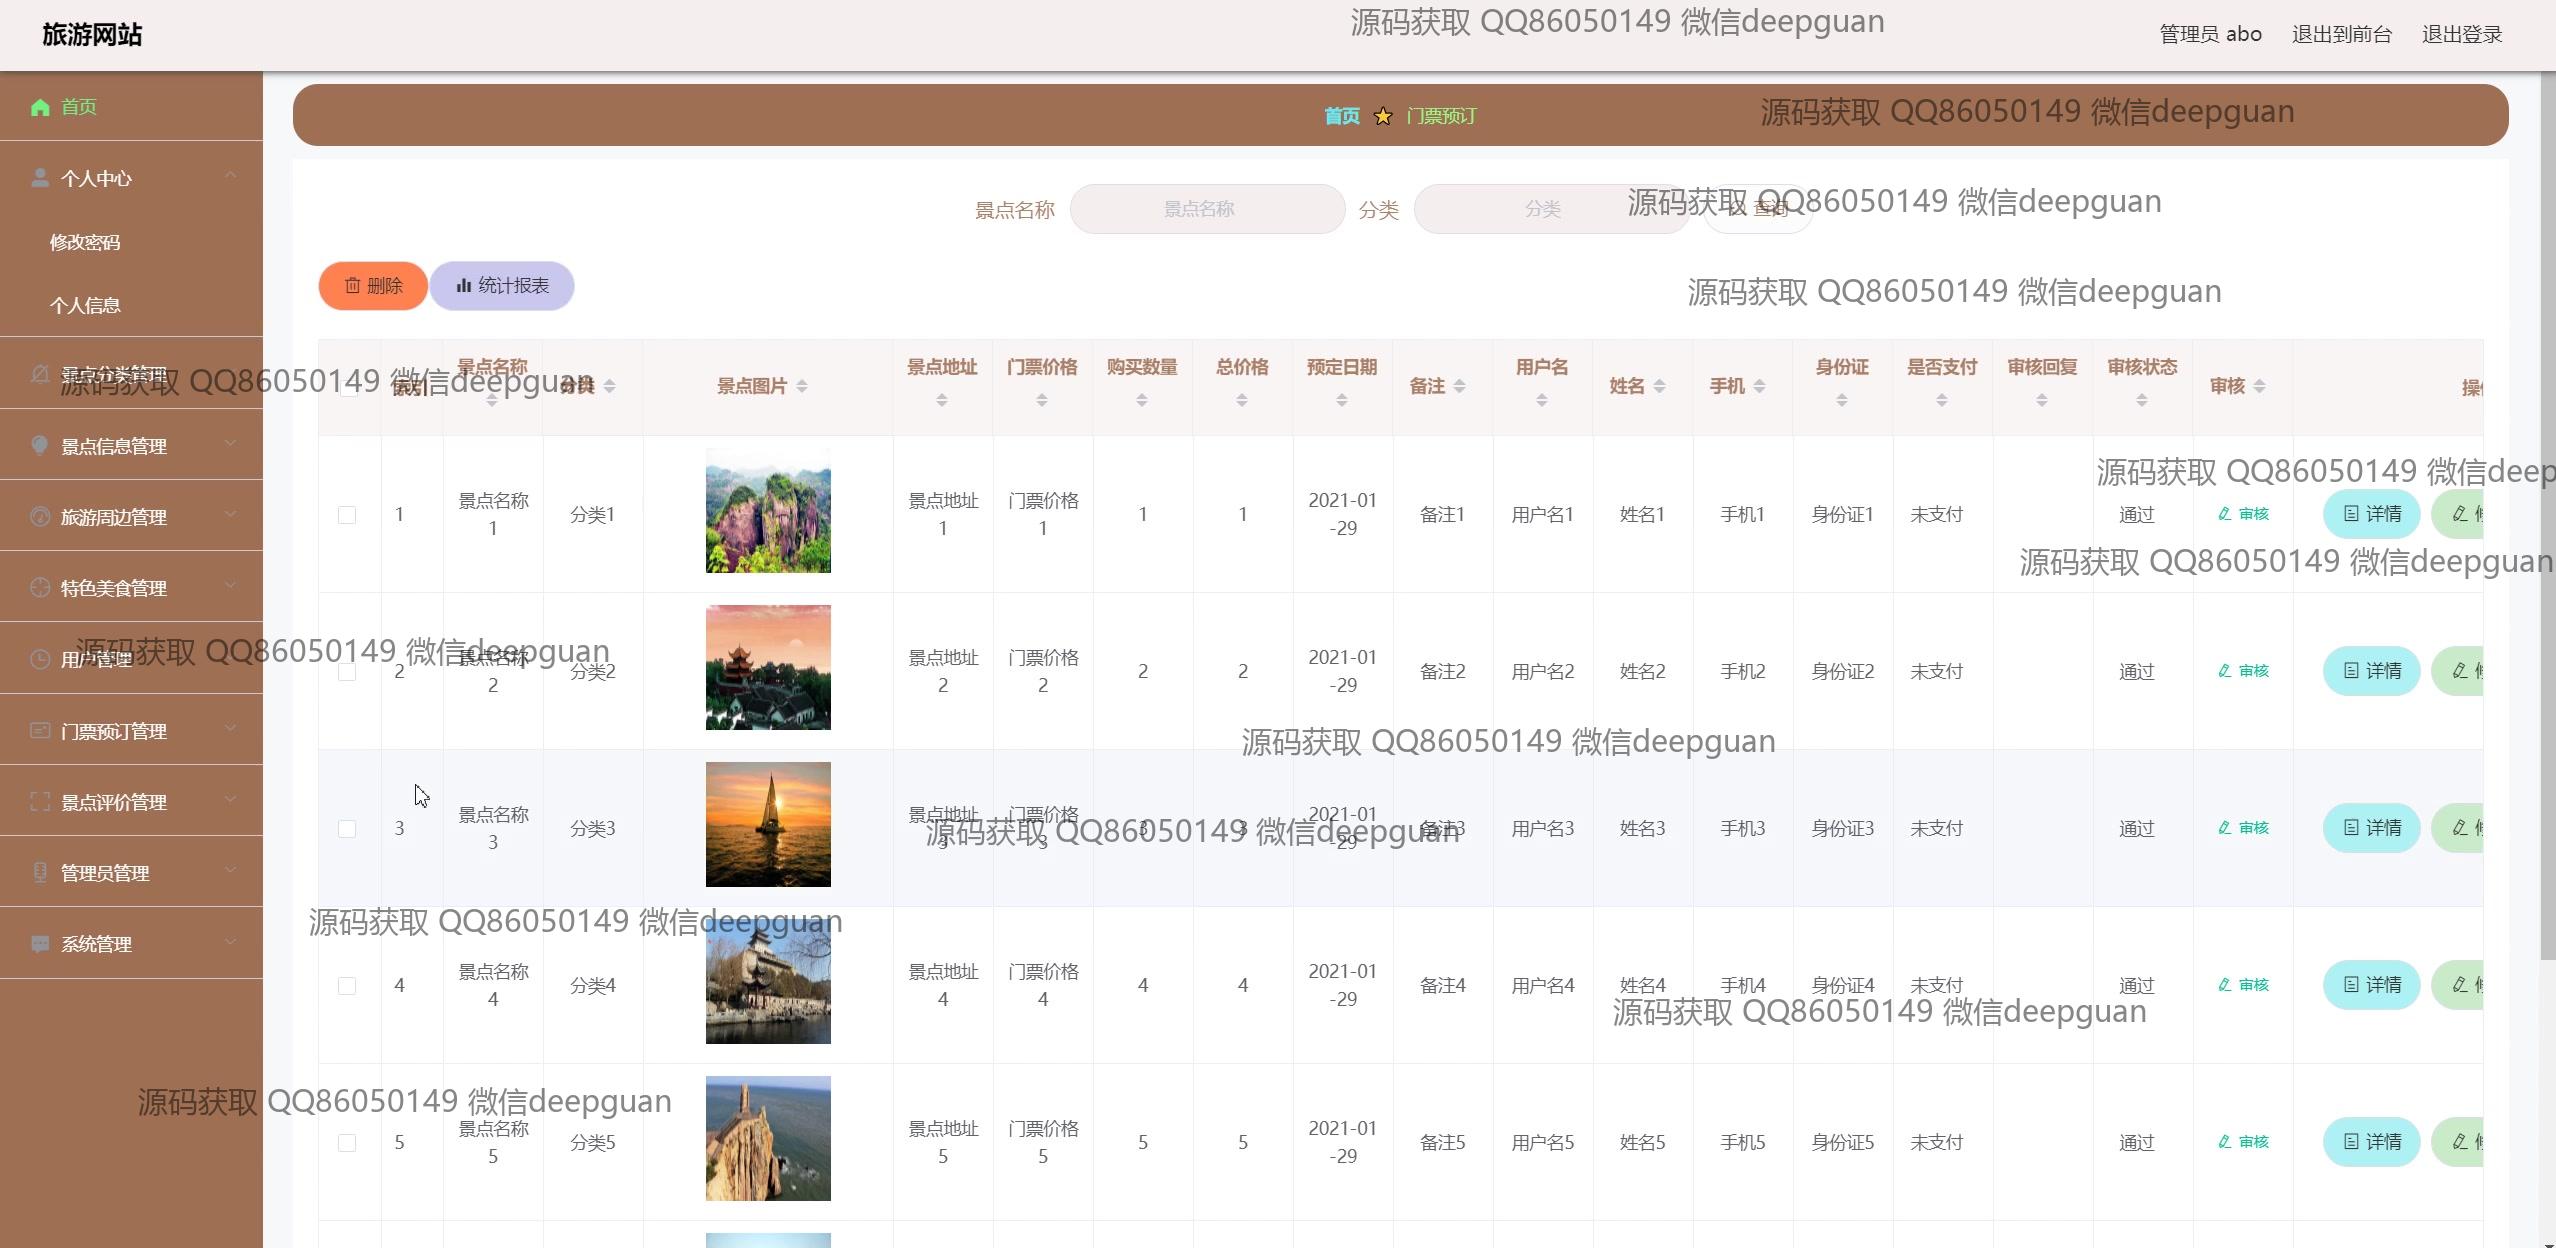 旅游网站
源码获取 QQ86050149 微信deepguan
管理员 abo 退出到前台 退出登录
首页
首页 门票预订
源码获取 QQ86050149 微信deepguan
个人中心
修改密码
个人信息
景点分类管理
景点信息管理
旅游周边管理
特色美食管理
用户管理
门票预订管理
景点评价管理
管理员管理
系统管理
景点名称 景点名称 分类 分类 查询
源码获取 QQ86050149 微信deepguan
删除 统计报表
源码获取 QQ86050149 微信deepguan
源码获取 QQ86050149 微信deepguan
索引 景点名称 分类 景点图片 景点地址 门票价格 购买数量 总价格 预定日期 备注 用户名 姓名 手机 身份证 是否支付 审核回复 审核状态 审核
源码获取 QQ86050149 微信deep
1 景点名称1 分类1 景点地址1 门票价格1 1 1 2021-01-29 备注1 用户名1 姓名1 手机1 身份证1 未支付 通过 审核 详情
源码获取 QQ86050149 微信deepguan
源码获取 QQ86050149 微信deepguan
2 景点名称2 分类2 景点地址2 门票价格2 2 2 2021-01-29 备注2 用户名2 姓名2 手机2 身份证2 未支付 通过 审核 详情
源码获取 QQ86050149 微信deepguan
3 景点名称3 分类3 景点地址3 门票价格3 3 3 2021-01-29 备注3 用户名3 姓名3 手机3 身份证3 未支付 通过 审核 详情
源码获取 QQ86050149 微信deepguan
源码获取 QQ86050149 微信deepguan
4 景点名称4 分类4 景点地址4 门票价格4 4 4 2021-01-29 备注4 用户名4 姓名4 手机4 身份证4 未支付 通过 审核 详情
源码获取 QQ86050149 微信deepguan
源码获取 QQ86050149 微信deepguan
5 景点名称5 分类5 景点地址5 门票价格5 5 5 2021-01-29 备注5 用户名5 姓名5 手机5 身份证5 未支付 通过 审核 详情